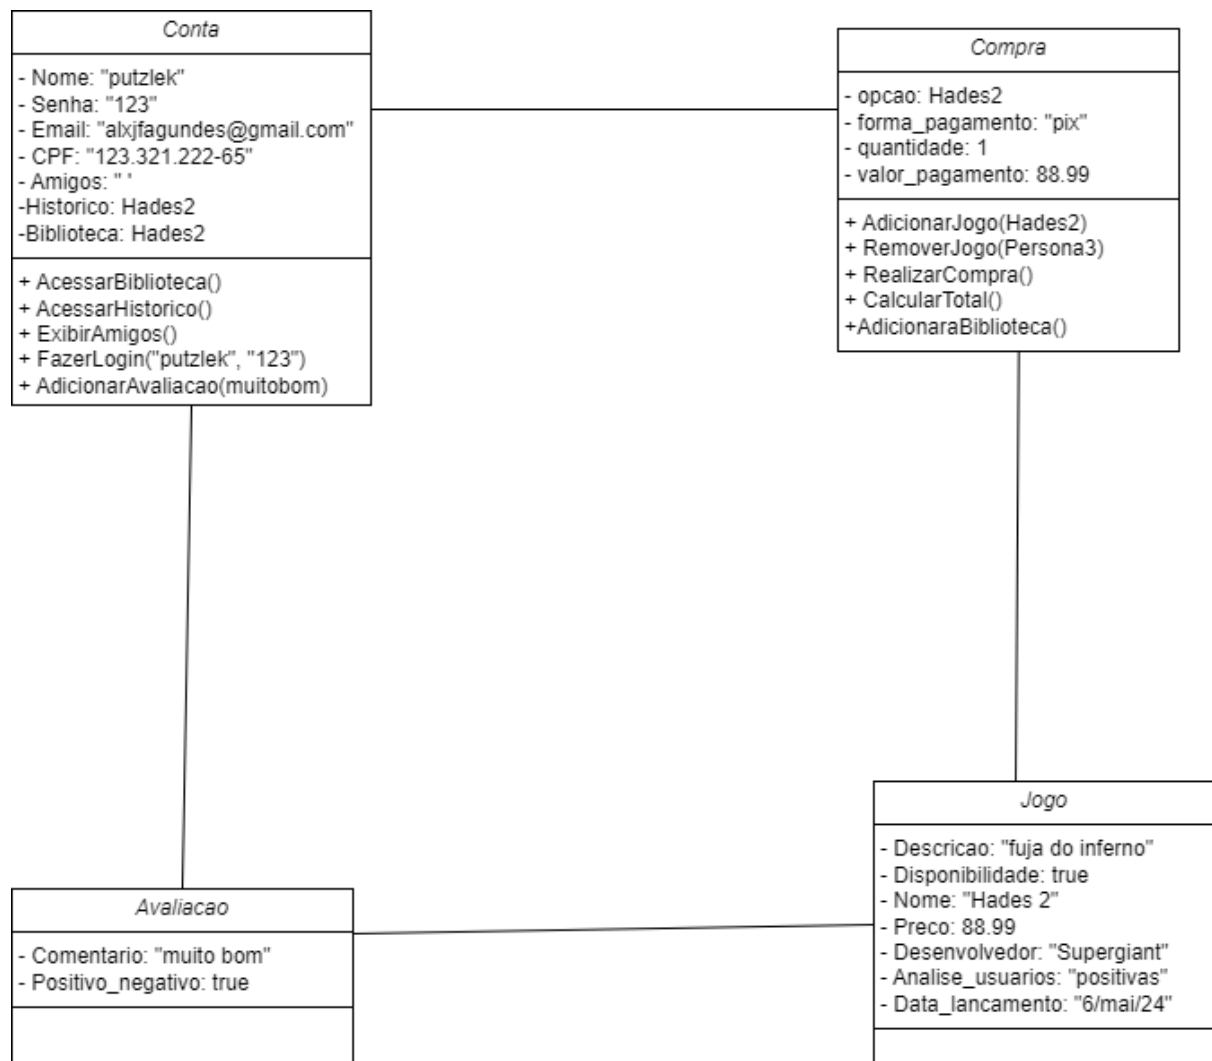 Conta
- Nome: "putzlek"
- Senha: "123"
- Email: "alxjfagundes@gmail.com"
- CPF: "123.321.222-65"
- Amigos: " '
-Historico: Hades2
-Biblioteca: Hades2
+ AcessarBiblioteca()
+ AcessarHistorico()
+ ExibirAmigos()
+ FazerLogin("putzlek", "123")
+ AdicionarAvaliacao(muitobom)
Compra
- opcao: Hades2
- forma_pagamento: "pix"
- quantidade: 1
- valor_pagamento: 88.99
+ AdicionarJogo(Hades2)
+ RemoverJogo(Persona3)
+ RealizarCompra()
+ CalcularTotal()
+AdicionaraBiblioteca()
Avaliacao
- Comentario: "muito bom"
- Positivo_negativo: true
Jogo
- Descricao: "fuja do inferno"
- Disponibilidade: true
- Nome: "Hades 2"
- Preco: 88.99
- Desenvolvedor: "Supergiant"
- Analise_usuarios: "positivas"
- Data_lancamento: "6/mai/24"